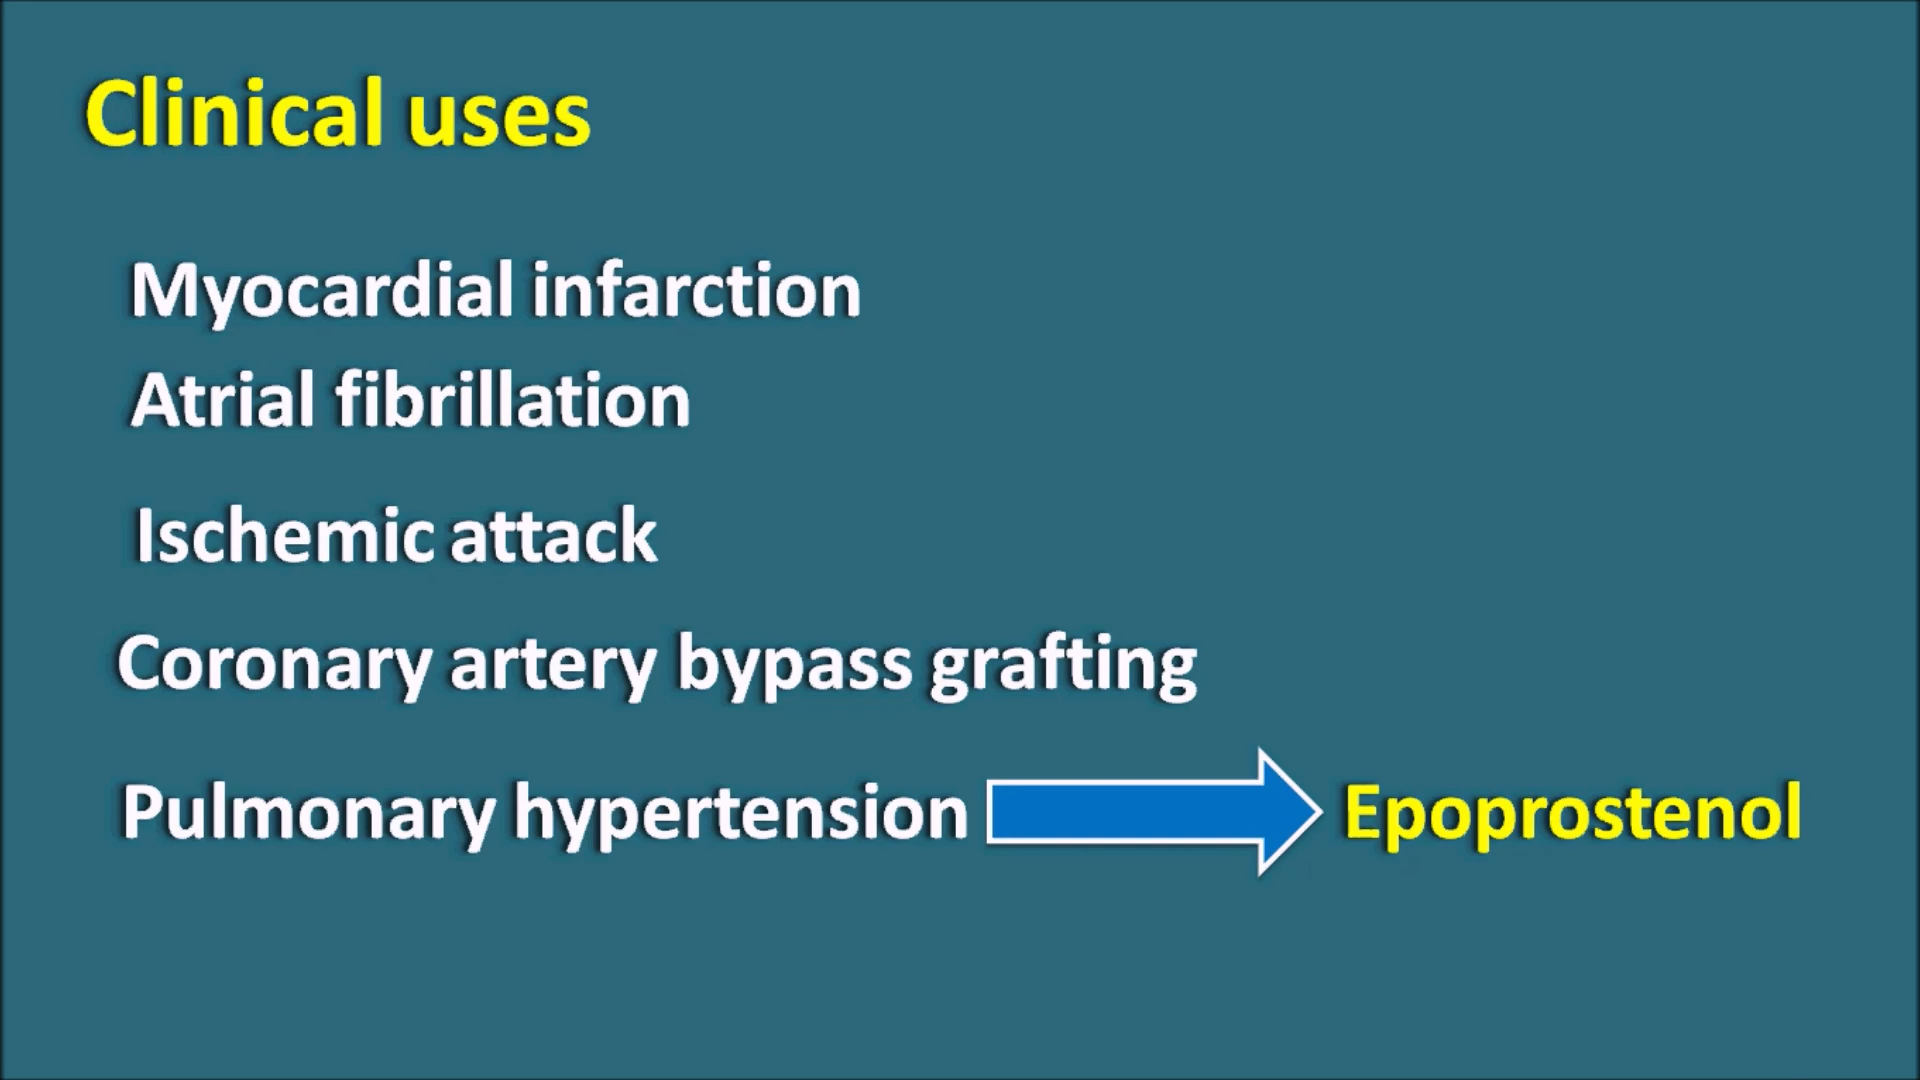 Clinical uses
Myocardial infarction
Atrial fibrillation
Ischemic attack
Coronary artery bypass grafting
Pulmonary hypertension Epoprostenol